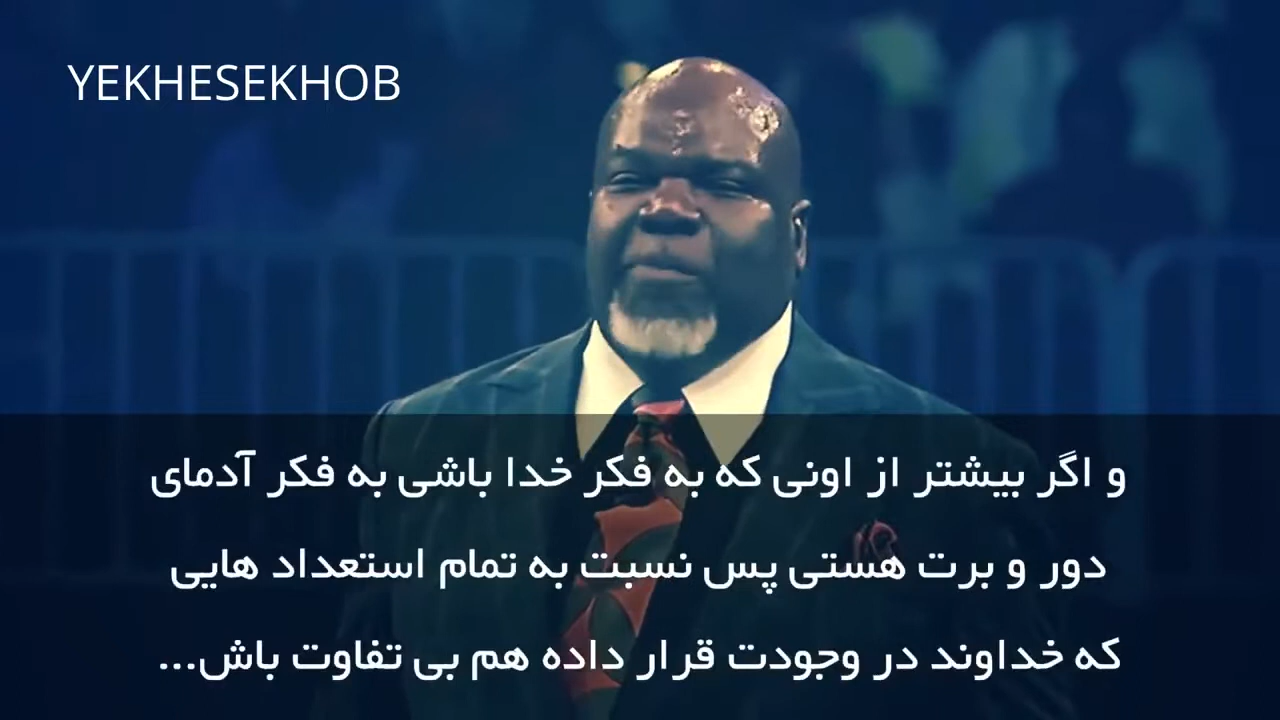 YEKHESEKHOB
و اگر بیشتر از اونی که به فکر خدا باشی به فکر آدمای
دور و برت هستی پس نسبت به تمام استعداد هایی
که خداوند در وجودت قرار داده هم بی تفاوت باش...